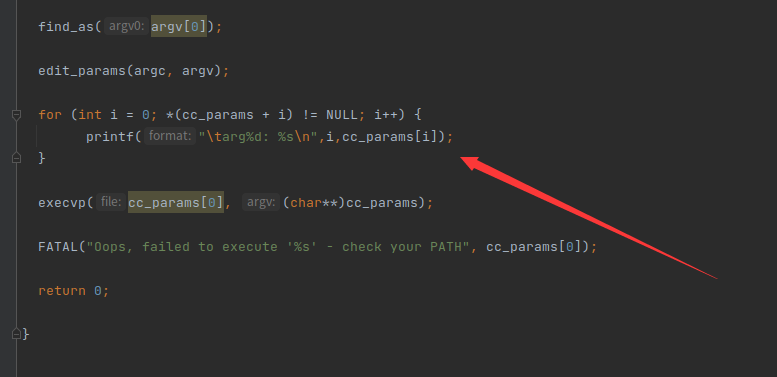 find_as( argv0: argv[0]);
edit_params(argc, argv);
for (int i = 0; *(cc_params + i) != NULL; i++) {
printf( format: "\targ%d: %s\n",i,cc_params[i]);
}
execvp( file: cc_params[0], argv: (char**)cc_params);
FATAL("Oops, failed to execute '%s' - check your PATH", cc_params[0]);
return 0;
}